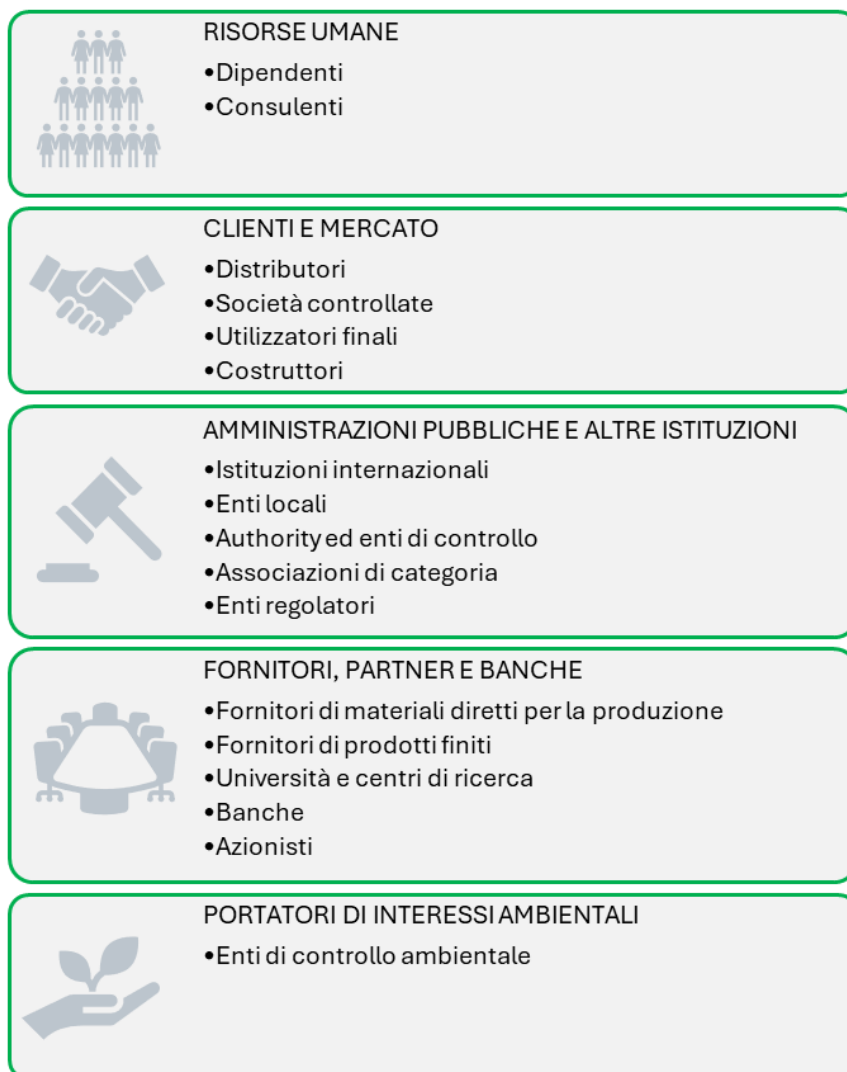 RISORSE UMANE
•Dipendenti
•Consulenti
CLIENTI E MERCATO
•Distributori
•Società controllate
•Utilizzatori finali
•Costruttori
AMMINISTRAZIONI PUBBLICHE E ALTRE ISTITUZIONI
•Istituzioni internazionali
•Enti locali
•Authority ed enti di controllo
•Associazioni di categoria
•Enti regolatori
FORNITORI, PARTNER E BANCHE
•Fornitori di materiali diretti per la produzione
•Fornitori di prodotti finiti
•Università e centri di ricerca
•Banche
•Azionisti
PORTATORI DI INTERESSI AMBIENTALI
•Enti di controllo ambientale